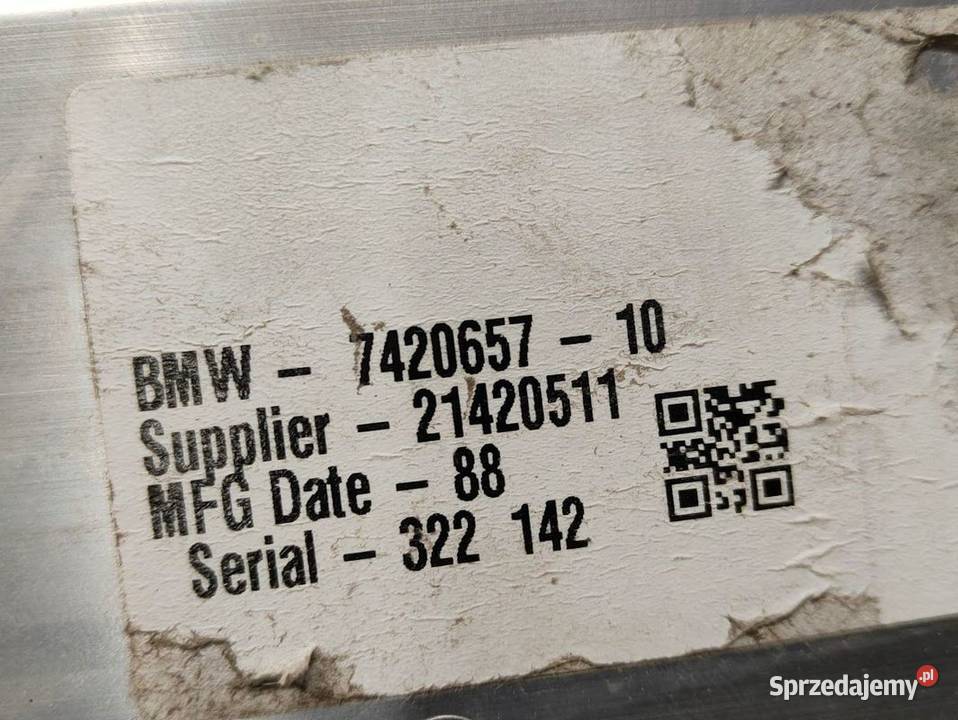 BMW - 7420657 - 10
Supplier - 21420511
MFG Date - 88
Serial - 322 142
Sprzedajemy.pl